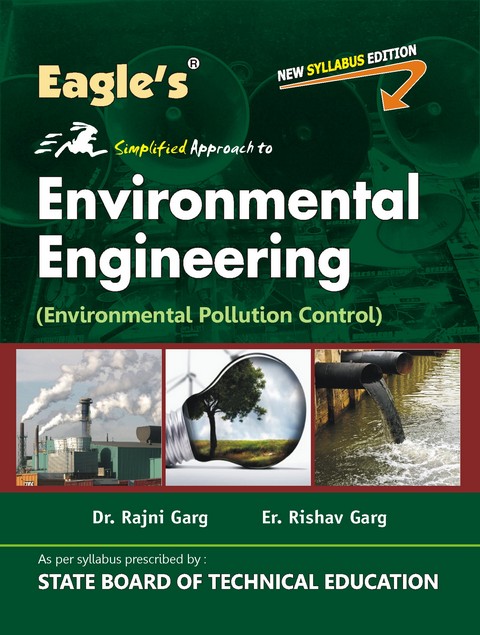 Eagle's®
NEW SYLLABUS EDITION
Simplified Approach to
Environmental
Engineering
(Environmental Pollution Control)
Dr. Rajni Garg Er. Rishav Garg
As per syllabus prescribed by :
STATE BOARD OF TECHNICAL EDUCATION